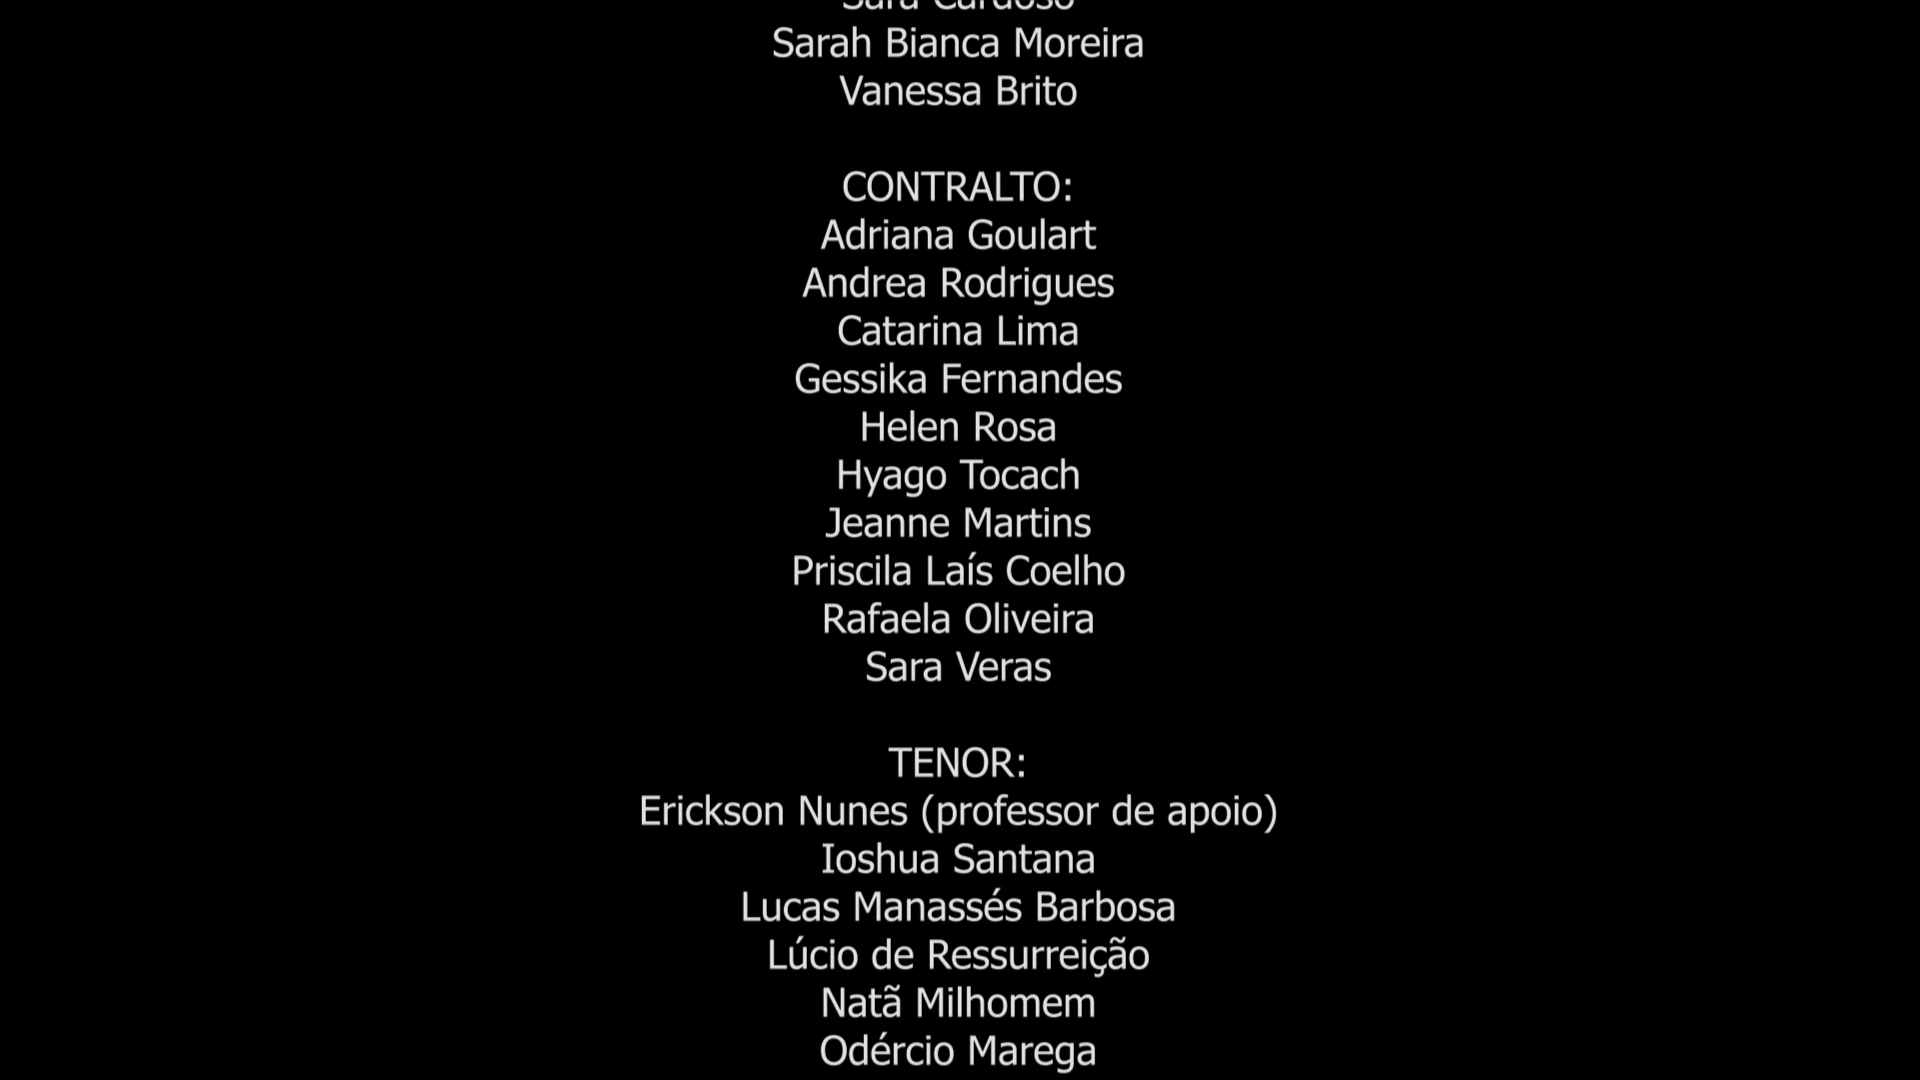 Sara Cardoso
Sarah Bianca Moreira
Vanessa Brito
CONTRALTO:
Adriana Goulart
Andrea Rodrigues
Catarina Lima
Gessika Fernandes
Helen Rosa
Hyago Tocach
Jeanne Martins
Priscila Laís Coelho
Rafaela Oliveira
Sara Veras
TENOR:
Erickson Nunes (professor de apoio)
Ioshua Santana
Lucas Manassés Barbosa
Lúcio de Ressurreição
Natã Milhomem
Odércio Marega